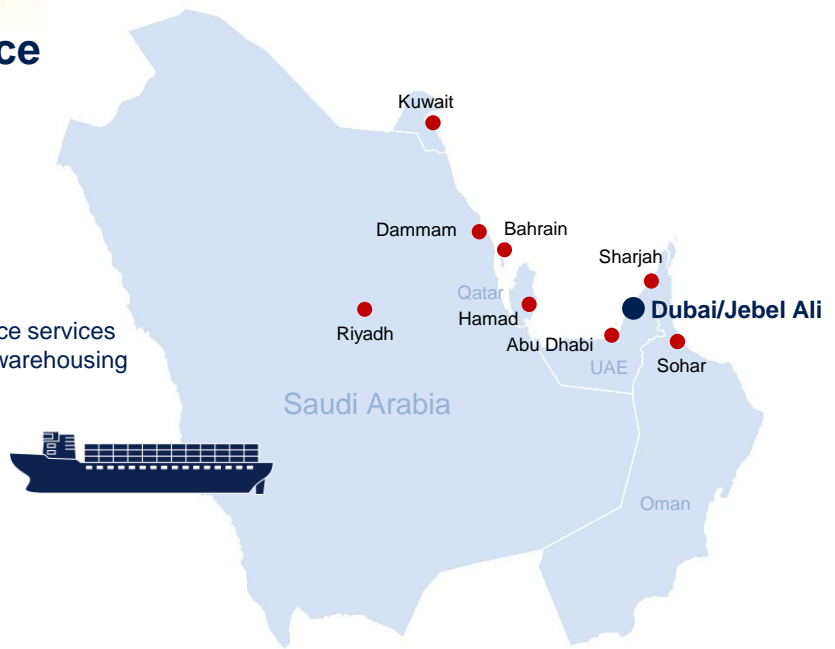 ce
Kuwait
Dammam
Bahrain
Sharjah
Qatar
Hamad
Dubai/Jebel Ali
Riyadh
Abu Dhabi
UAE
Sohar
ce services
warehousing
Saudi Arabia
Oman